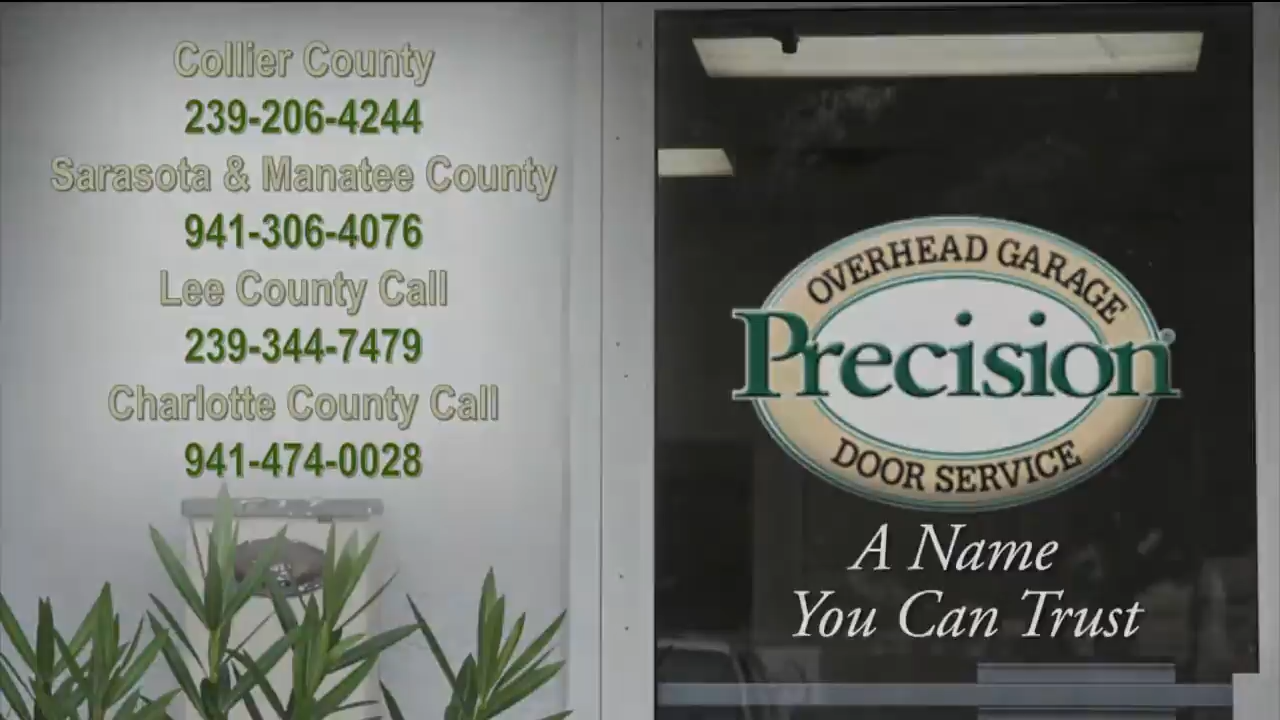 Collier County
239-206-4244
Sarasota & Manatee County
941-306-4076
Lee County Call
239-344-7479
Charlotte County Call
941-474-0028
OVERHEAD GARAGE
Precision®
DOOR SERVICE
A Name
You Can Trust